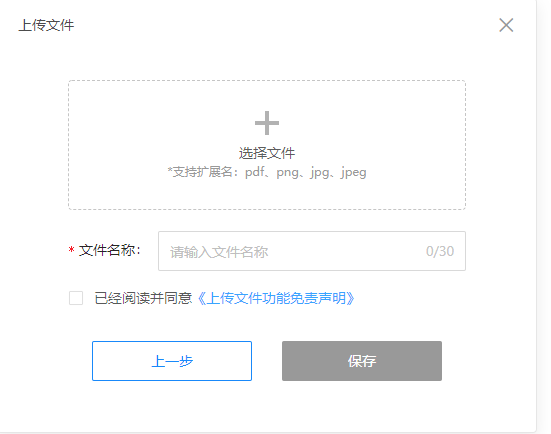 上传文件
选择文件
*支持扩展名：pdf、png、jpg、jpeg
* 文件名称：
请输入文件名称 0/30
已经阅读并同意《上传文件功能免责声明》
上一步 保存